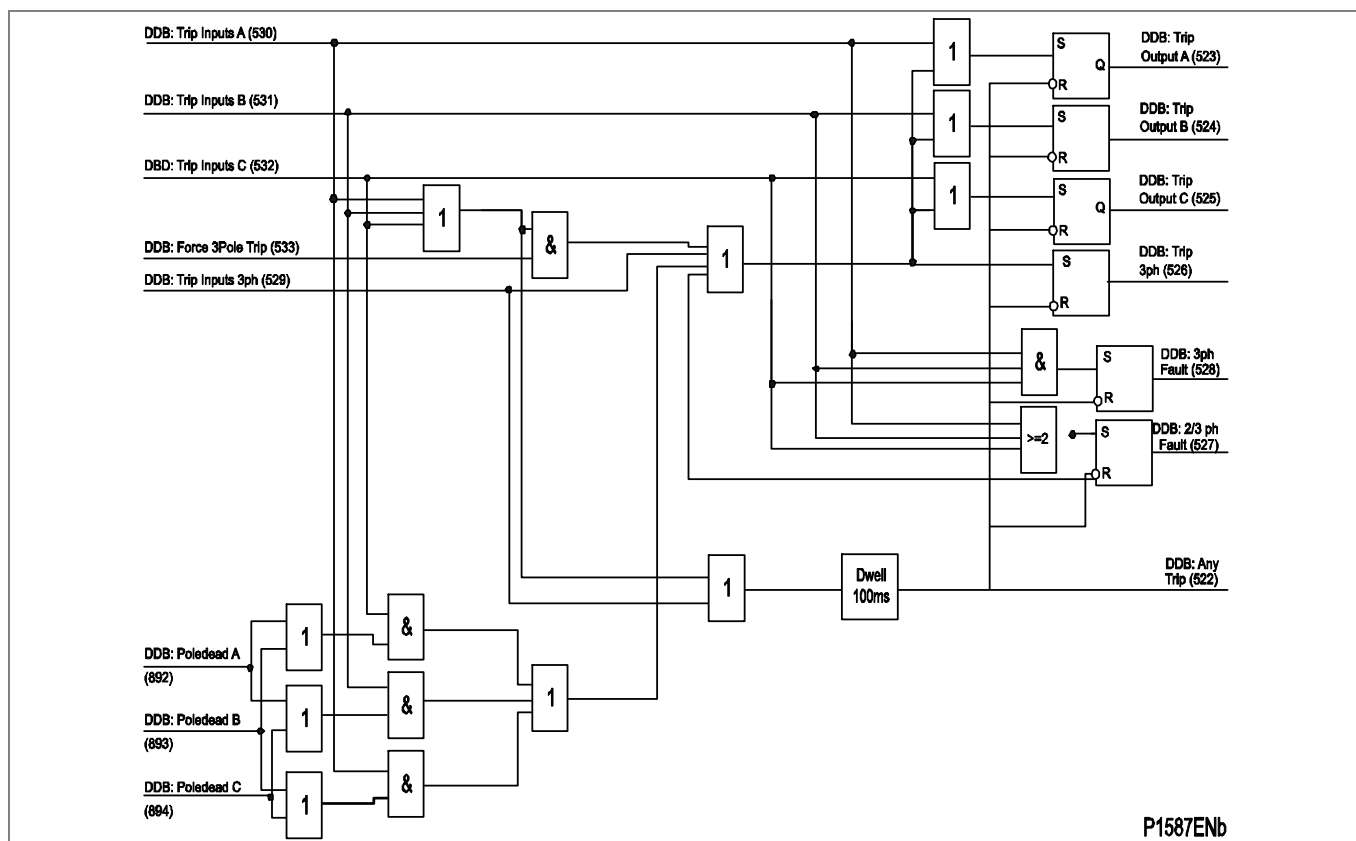 DDB: Trip Inputs A (530)
DDB: Trip Inputs B (531)
DBD: Trip Inputs C (532)
DDB: Force 3Pole Trip (533)
DDB: Trip Inputs 3ph (529)
1
&
1
1
1
1
S
Q
R
DDB: Trip
Output A (523)
S
R
DDB: Trip
Output B (524)
S
Q
R
DDB: Trip
Output C (525)
S
R
DDB: Trip
3ph (526)
&
S
R
DDB: 3ph
Fault (528)
>=2
S
R
DDB: 2/3 ph
Fault (527)
1
Dwell
100ms
DDB: Any
Trip (522)
DDB: Poledead A
(892)
DDB: Poledead B
(893)
DDB: Poledead C
(894)
1
&
1
&
1
&
1
P1587ENb